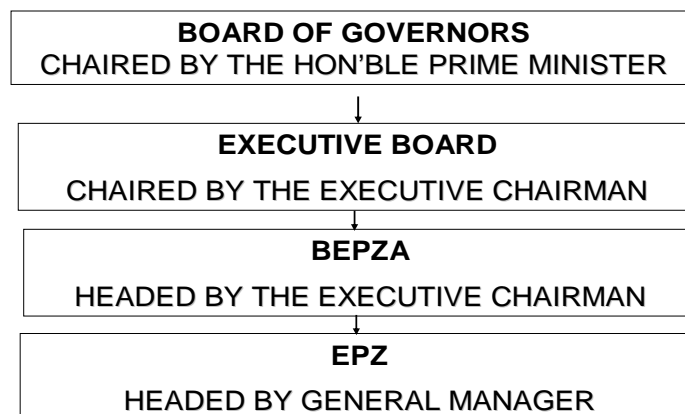 BOARD OF GOVERNORS
CHAIRED BY THE HON’BLE PRIME MINISTER
EXECUTIVE BOARD
CHAIRED BY THE EXECUTIVE CHAIRMAN
BEPZA
HEADED BY THE EXECUTIVE CHAIRMAN
EPZ
HEADED BY GENERAL MANAGER